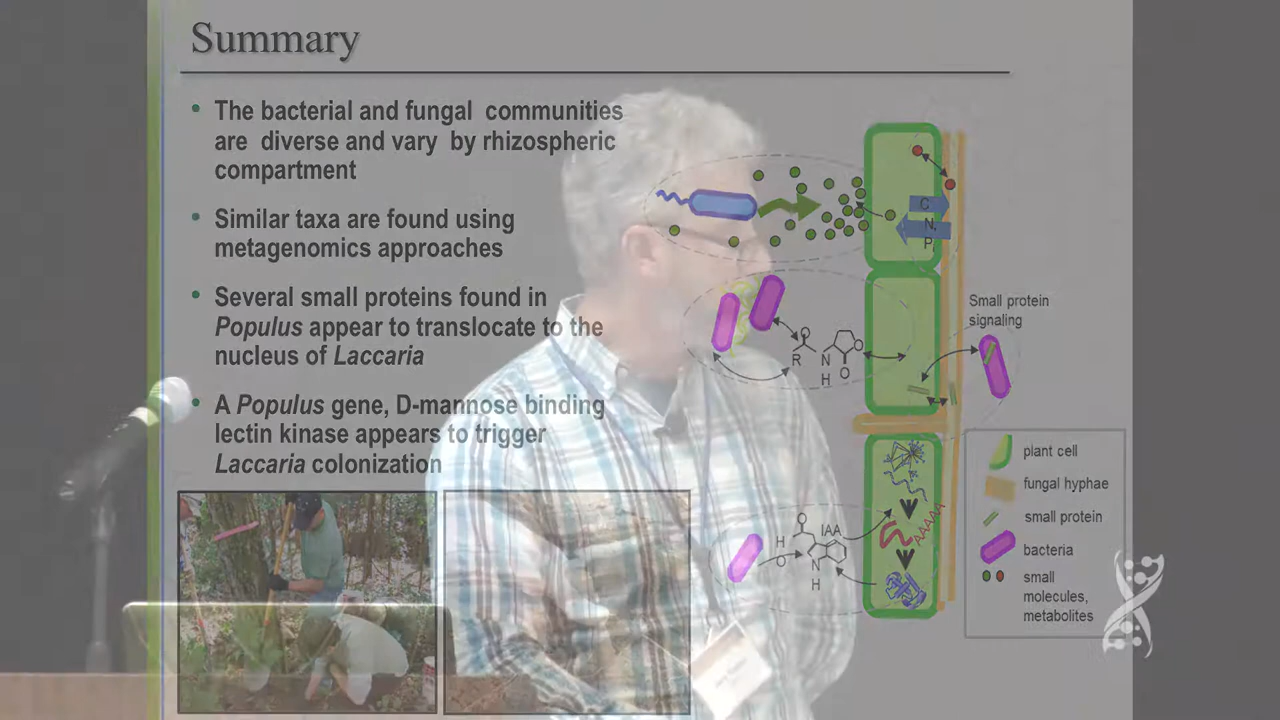 Summary
• The bacterial and fungal communities
are diverse and vary by rhizospheric
compartment
• Similar taxa are found using
metagenomics approaches
• Several small proteins found in
Populus appear to translocate to the
nucleus of Laccaria
• A Populus gene, D-mannose binding
lectin kinase appears to trigger
Laccaria colonization
C
N,
P
Small protein
signaling
O
R
N
H
O
O
IAA
O
H
O
N
H
AAAAA
plant cell
fungal hyphae
small protein
bacteria
small
molecules,
metabolites